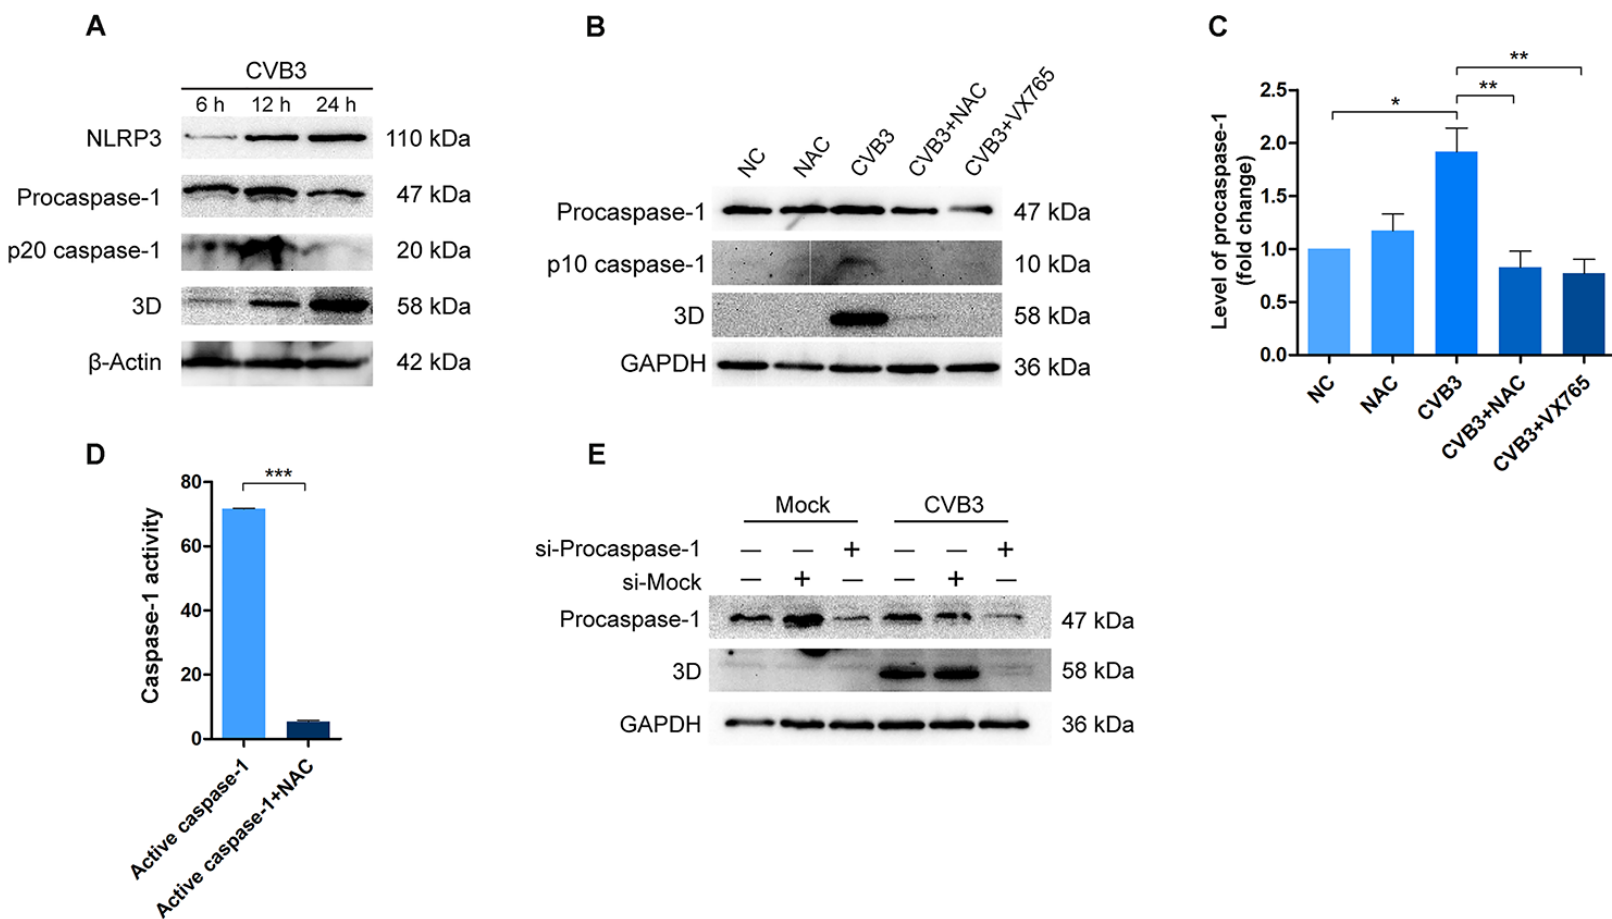 A
CVB3
6 h 12 h 24 h
NLRP3 110 kDa
Procaspase-1 47 kDa
p20 caspase-1 20 kDa
3D 58 kDa
β-Actin 42 kDa
B
NC NAC CVB3 CVB3+NAC CVB3+VX765
Procaspase-1 47 kDa
p10 caspase-1 10 kDa
3D 58 kDa
GAPDH 36 kDa
C
**
**
*
Level of procaspase-1
(fold change)
2.5
2.0
1.5
1.0
0.5
0.0
NC NAC CVB3 CVB3+NAC CVB3+VX765
D
***
Caspase-1 activity
80
60
40
20
0
Active caspase-1
Active caspase-1+NAC
E
Mock CVB3
si-Procaspase-1 — — + — — +
si-Mock — + — — + —
Procaspase-1 47 kDa
3D 58 kDa
GAPDH 36 kDa